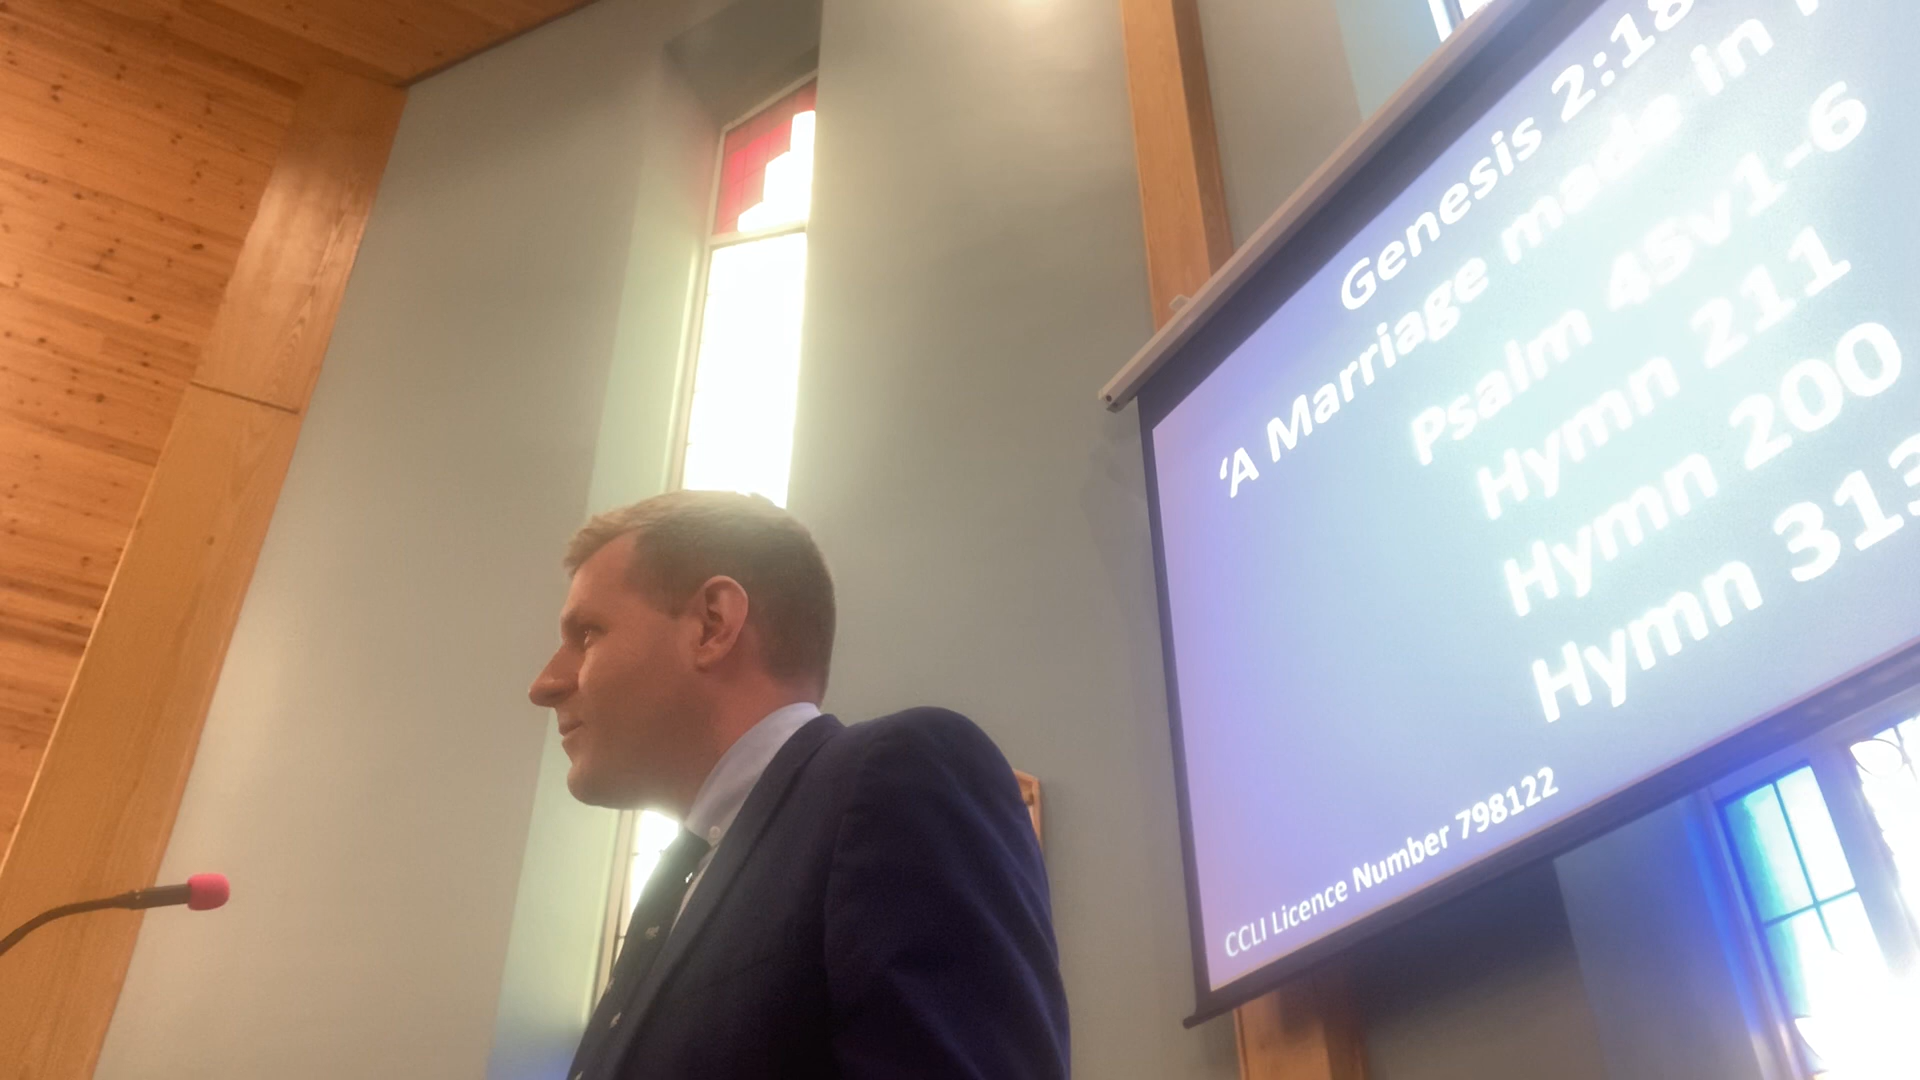 Genesis 2:18
'A Marriage made in
Psalm 45v1-6
Hymn 211
Hymn 200
Hymn 313
CCLI Licence Number 798122